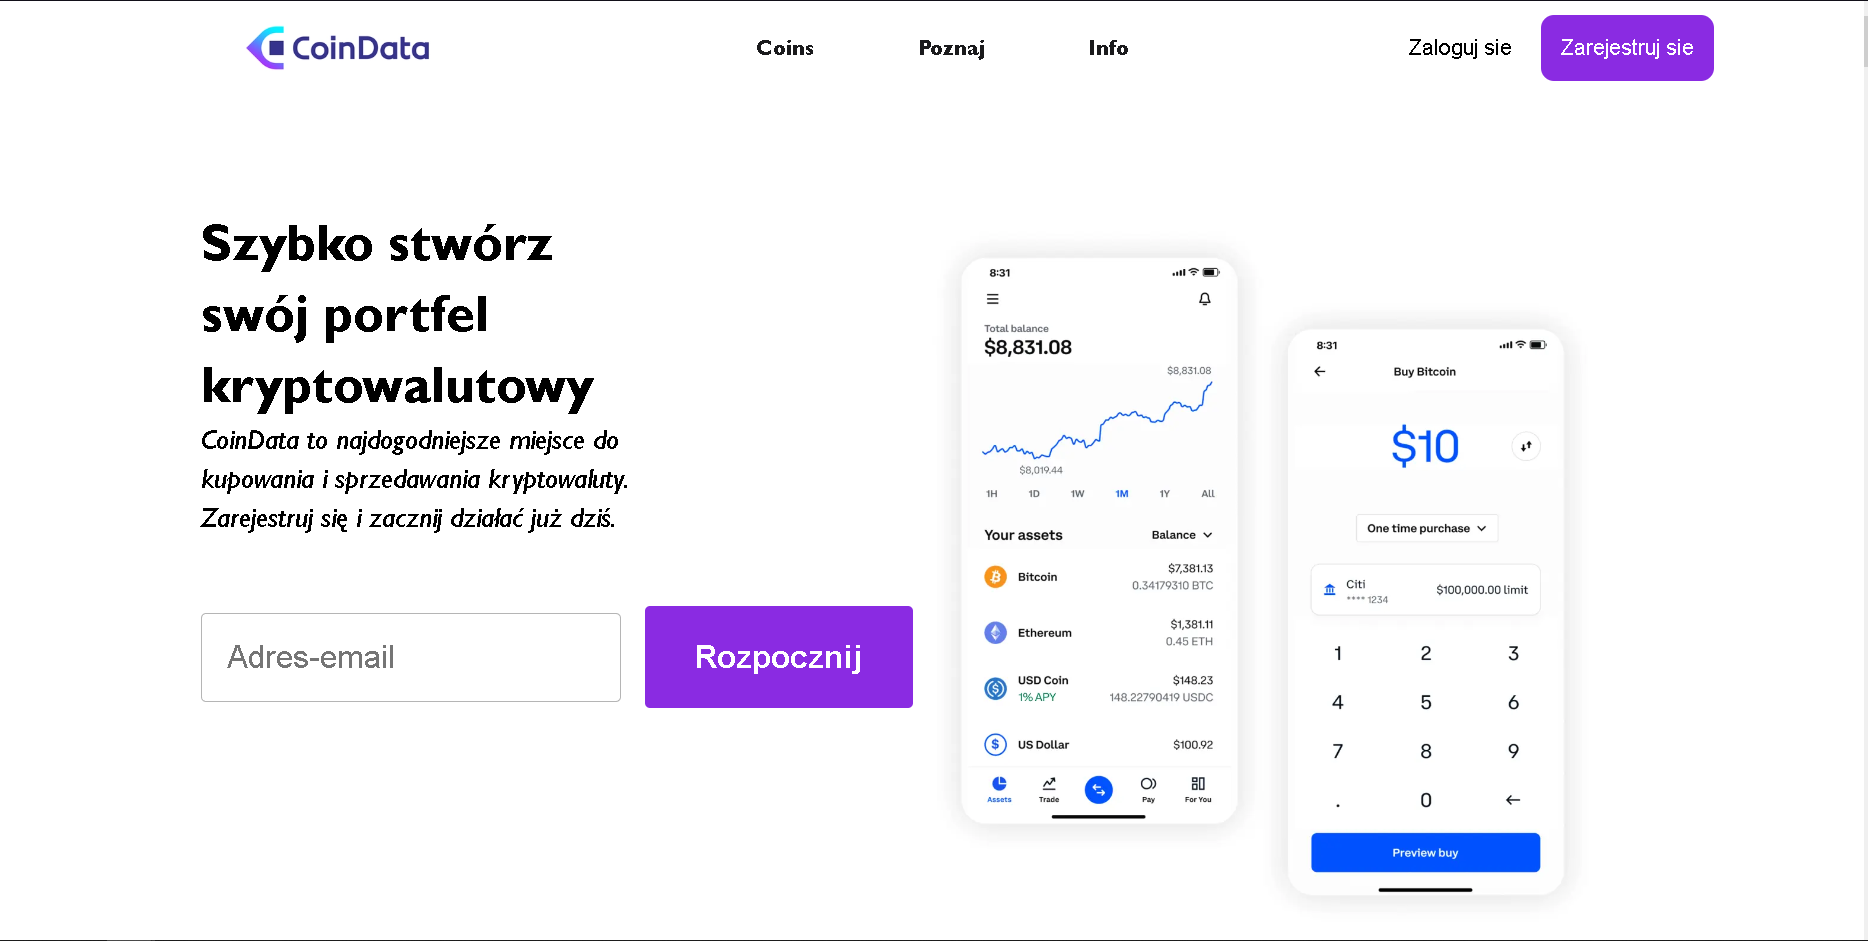 CoinData
Coins
Poznaj
Info
Zaloguj sie
Zarejestruj sie
Szybko stwórz
swój portfel
kryptowalutowy
CoinData to najdogodniejsze miejsce do
kupowania i sprzedawania kryptowaluty.
Zarejestruj się i zacznij działać już dziś.
Adres-email
Rozpocznij
8:31
Total balance
$8,831.08
$8,831.08
$8,019.44
1H 1D 1W 1M 1Y All
Your assets Balance
Bitcoin $7,381.13
0.34179310 BTC
Ethereum $1,381.11
0.45 ETH
USD Coin $148.23
1% APY 148.22790419 USDC
US Dollar $100.92
Assets Trade Pay For You
8:31
Buy Bitcoin
$10
One time purchase
Citi $100,000.00 limit
**** 1234
1 2 3
4 5 6
7 8 9
. 0
Preview buy